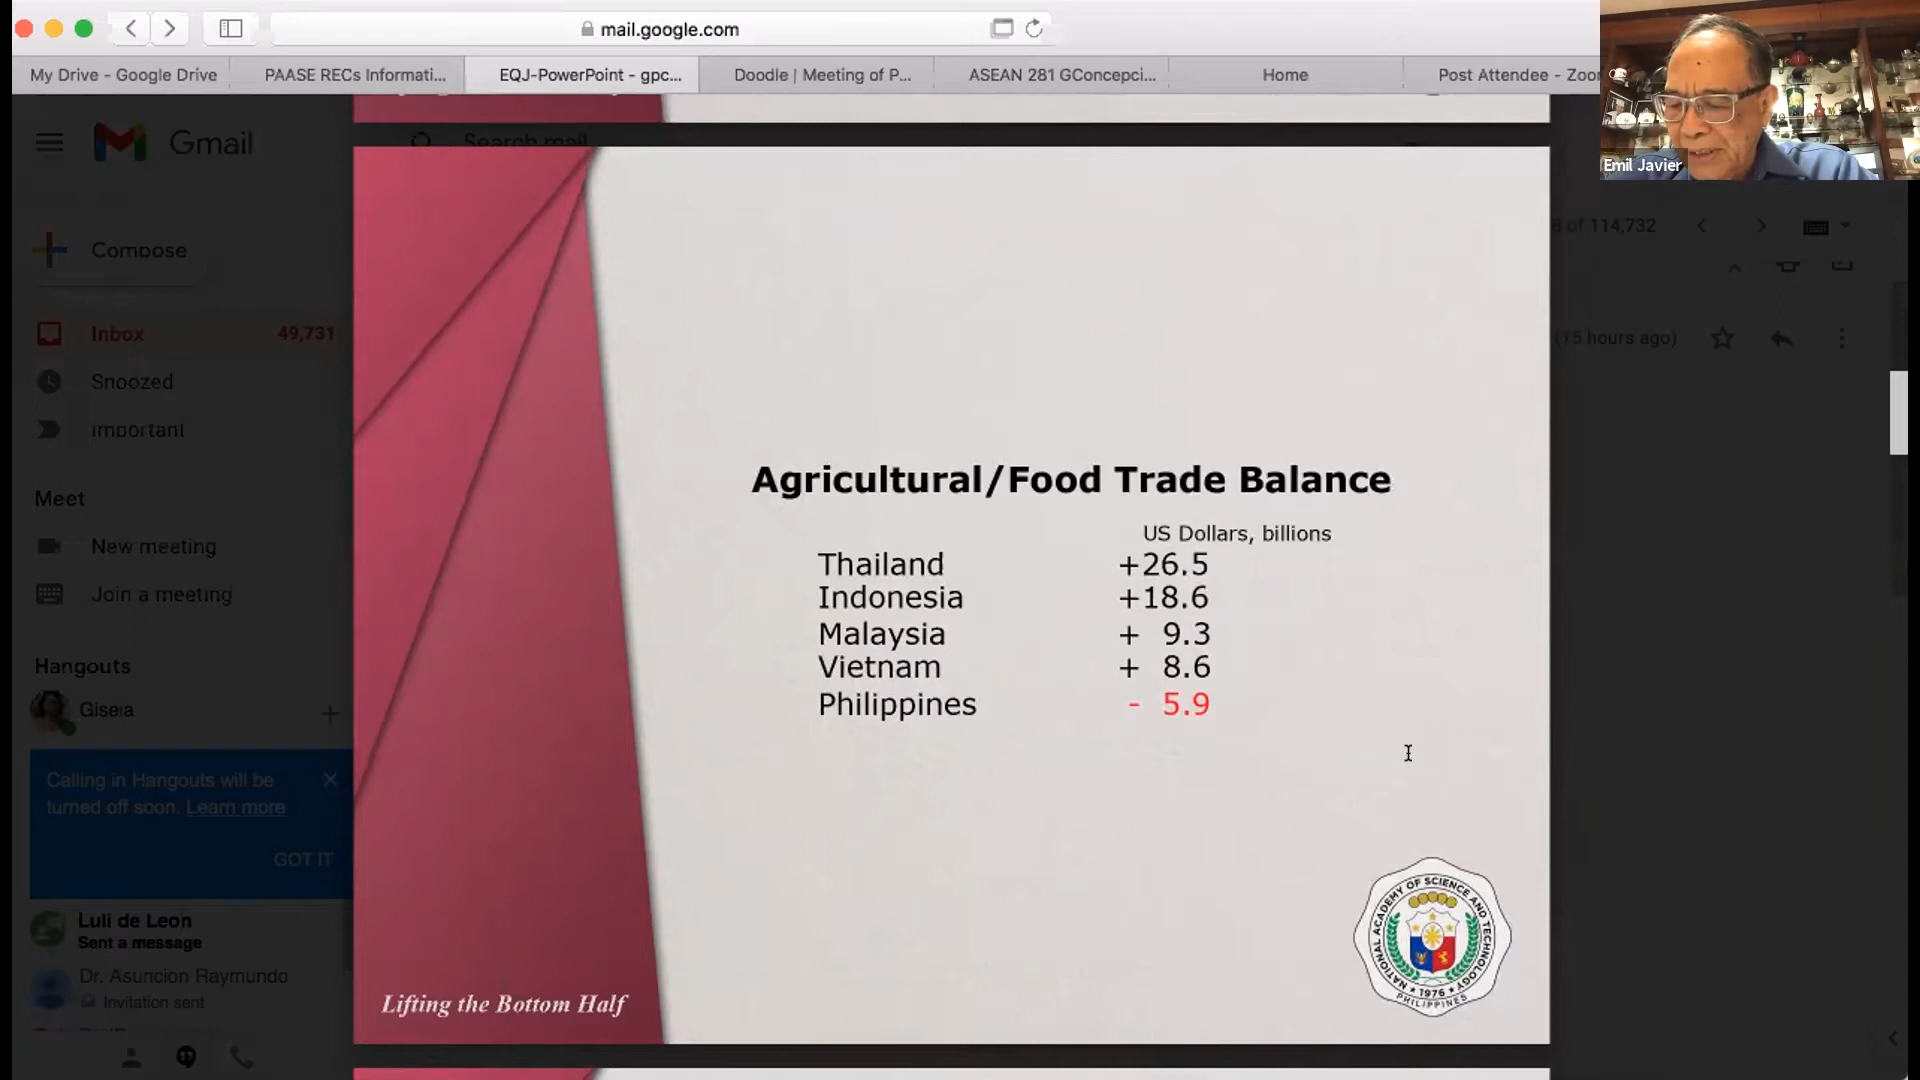 mail.google.com
My Drive - Google Drive
PAASE RECs Informati...
EQJ-PowerPoint - gpc...
Doodle | Meeting of P...
ASEAN 281 GConcepci...
Home
Post Attendee - Zoo
Emil Javier
Gmail
Search mail
of 114,732
Compose
Inbox 49,731
(15 hours ago)
Snoozed
Important
Meet
New meeting
Join a meeting
Hangouts
Gisela
Calling in Hangouts will be
turned off soon. Learn more
GOT IT
Luli de Leon
Sent a message
Dr. Asuncion Raymundo
Invitation sent
Agricultural/Food Trade Balance
US Dollars, billions
Thailand +26.5
Indonesia +18.6
Malaysia + 9.3
Vietnam + 8.6
Philippines - 5.9
Lifting the Bottom Half
NATIONAL ACADEMY OF SCIENCE AND TECHNOLOGY
* 1976 *
PHILIPPINES